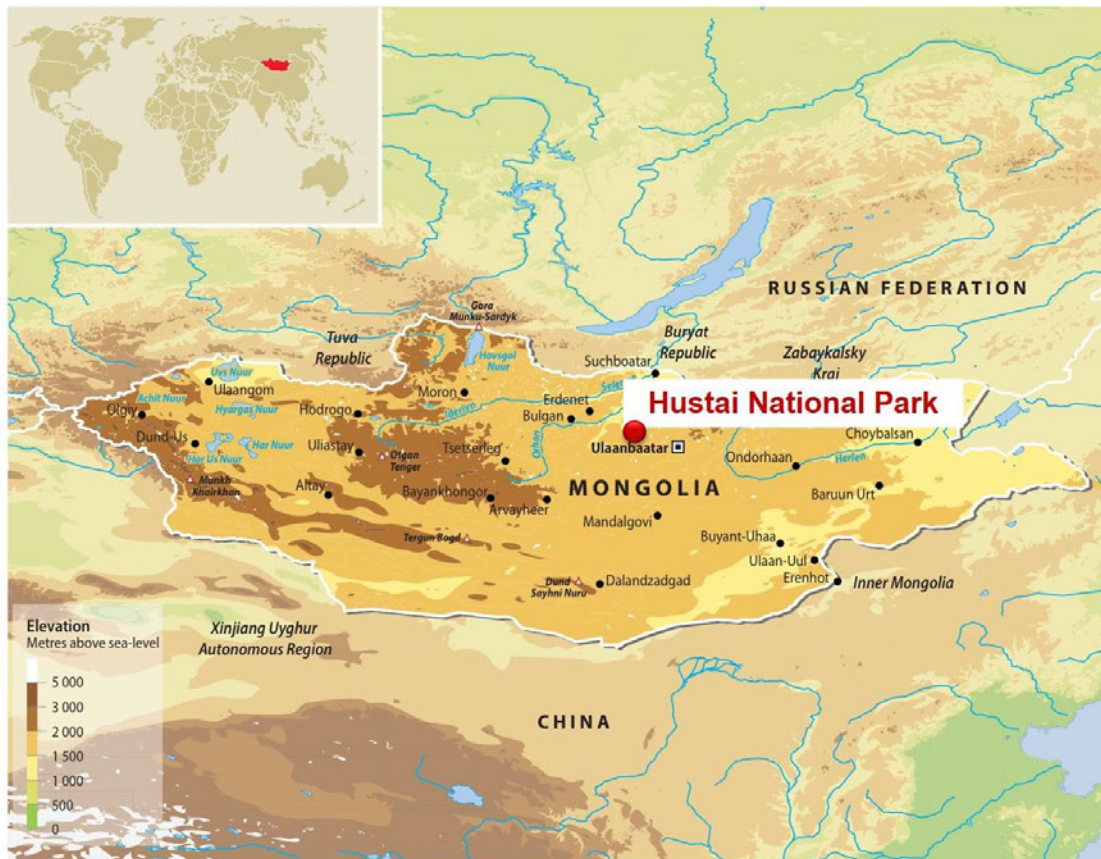 RUSSIAN FEDERATION
Gora
Munku-Sardyk
Tuva
Republic
Buryat
Republic
Zabaykalsky
Krai
Hovsgol
Nuur
Suchboatar
Uvs Nuur
Ulaangom
Achit Nuur
Olgiy
Hyargas Nuur
Moron
Hodrogo
Ideriyn
Erdenet
Bulgan
Hustai National Park
Dund-Us
Har Nuur
Har Us Nuur
Uliastay
Otgon
Tenger
Tsetserleg
Orhan
Ulaanbaatar
Choybalsan
Ondorhaan
Herlen
Munkh
Khairkhan
Altay
Bayankhongor
Arvayheer
MONGOLIA
Baruun Urt
Mandalgovi
Tergun Bogd
Buyant-Uhaa
Ulaan-Uul
Dund
Sayhni Nuru
Dalandzadgad
Erenhot
Inner Mongolia
Xinjiang Uyghur
Autonomous Region
CHINA
Elevation
Metres above sea-level
5 000
3 000
2 000
1 500
1 000
500
0